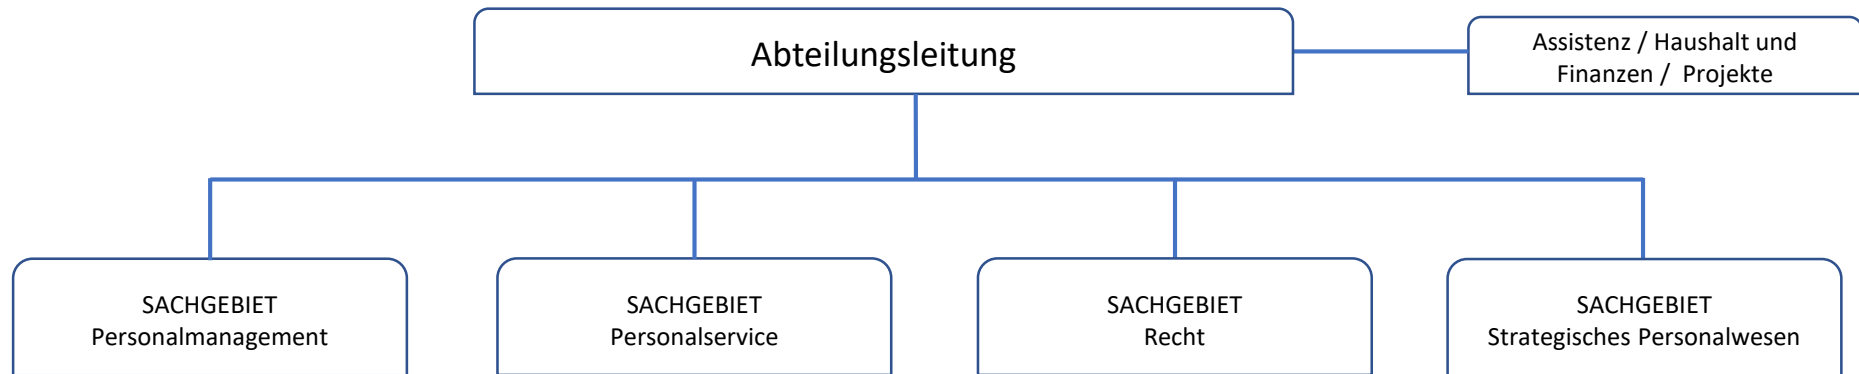 Abteilungsleitung
Assistenz / Haushalt und
Finanzen / Projekte
SACHGEBIET
Personalmanagement
SACHGEBIET
Personalservice
SACHGEBIET
Recht
SACHGEBIET
Strategisches Personalwesen